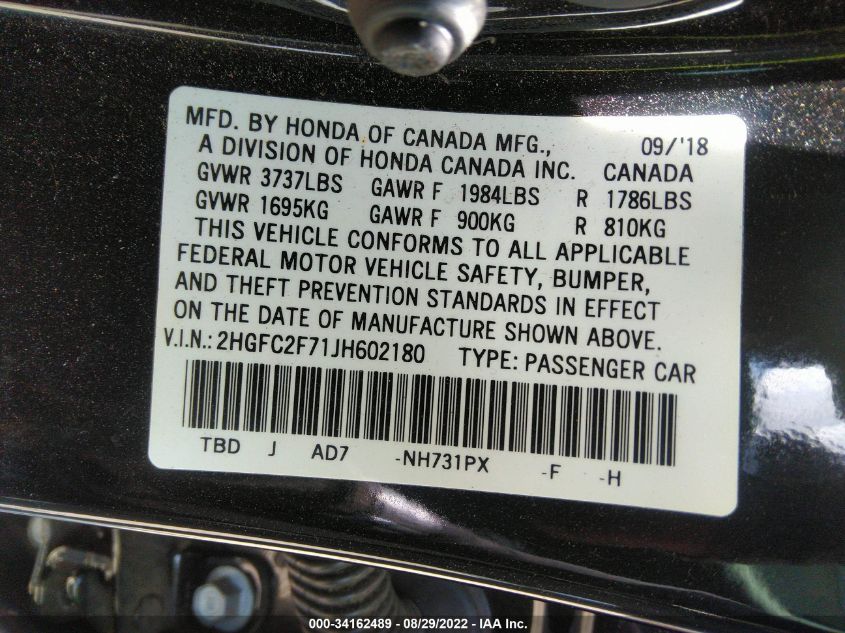 MFD. BY HONDA OF CANADA MFG., 09/'18
A DIVISION OF HONDA CANADA INC. CANADA
GVWR 3737LBS GAWR F 1984LBS R 1786LBS
GVWR 1695KG GAWR F 900KG R 810KG
THIS VEHICLE CONFORMS TO ALL APPLICABLE
FEDERAL MOTOR VEHICLE SAFETY, BUMPER,
AND THEFT PREVENTION STANDARDS IN EFFECT
ON THE DATE OF MANUFACTURE SHOWN ABOVE.
V.I.N.: 2HGFC2F71JH602180 TYPE: PASSENGER CAR
TBD J AD7 -NH731PX -F -H
000-34162489 - 08/29/2022 - IAA Inc.